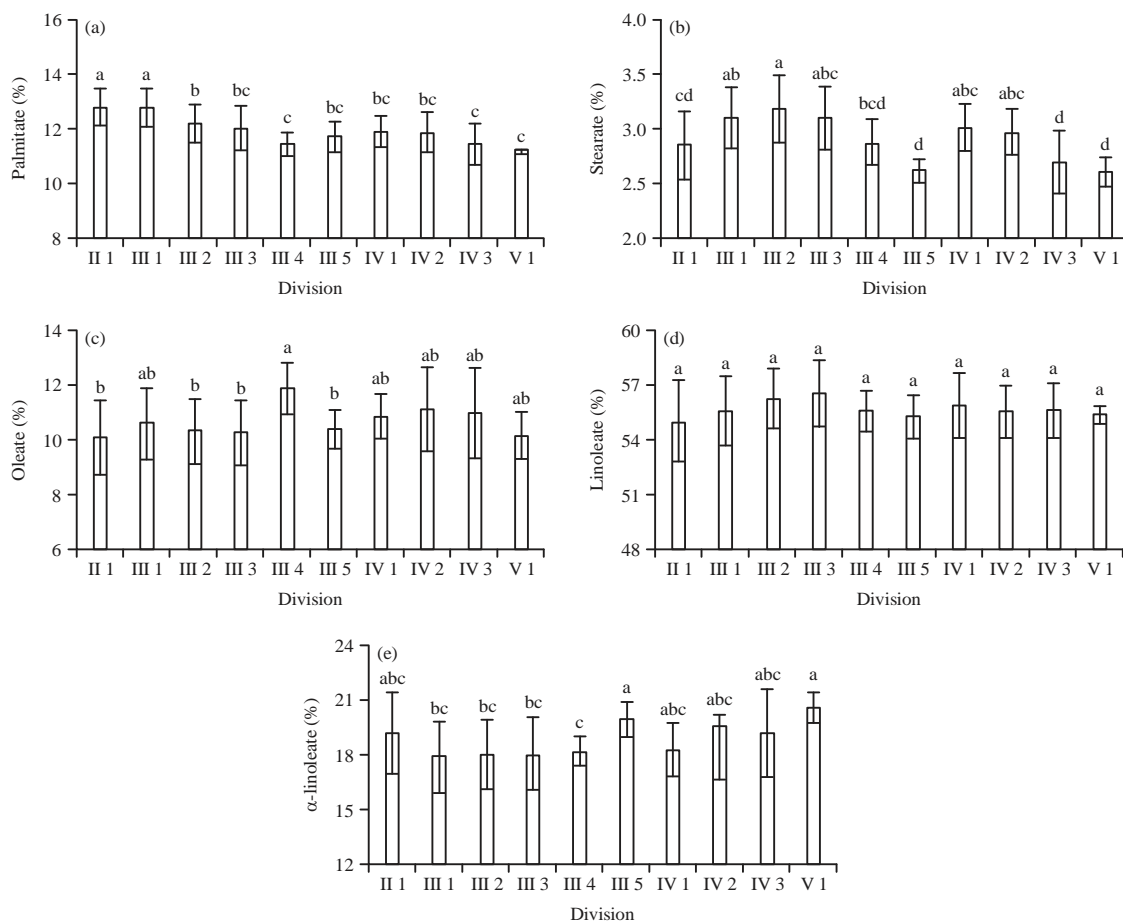 (a)
Palmitate (%)
16
14
12
10
8
a a b bc c bc bc bc c c
II 1 III 1 III 2 III 3 III 4 III 5 IV 1 IV 2 IV 3 V 1
Division
(b)
Stearate (%)
4.0
3.5
3.0
2.5
2.0
cd ab a abc bcd d abc abc d d
II 1 III 1 III 2 III 3 III 4 III 5 IV 1 IV 2 IV 3 V 1
Division
(c)
Oleate (%)
14
12
10
8
6
b ab b b a b ab ab ab ab
II 1 III 1 III 2 III 3 III 4 III 5 IV 1 IV 2 IV 3 V 1
Division
(d)
Linoleate (%)
60
57
54
51
48
a a a a a a a a a a
II 1 III 1 III 2 III 3 III 4 III 5 IV 1 IV 2 IV 3 V 1
Division
(e)
α-linoleate (%)
24
21
18
15
12
abc bc bc bc c a abc abc abc a
II 1 III 1 III 2 III 3 III 4 III 5 IV 1 IV 2 IV 3 V 1
Division